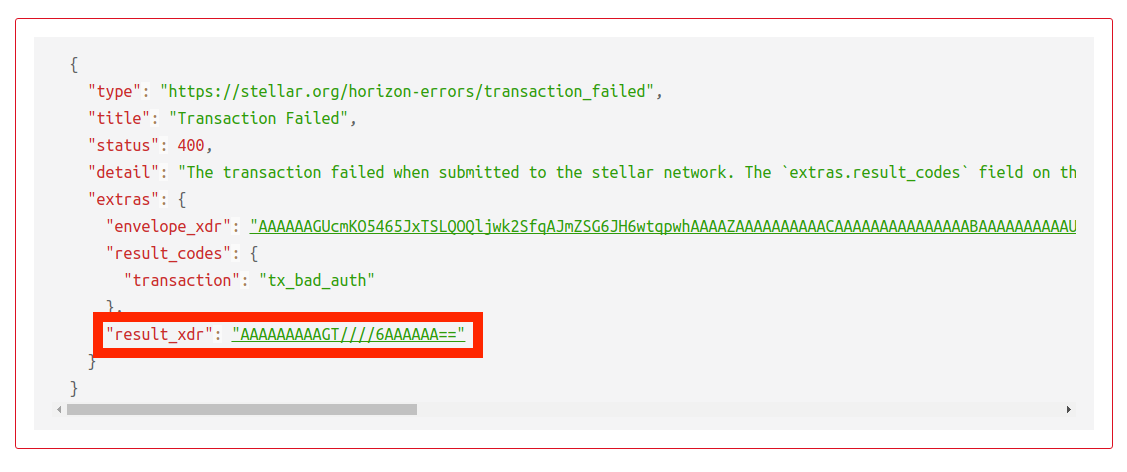 {
"type": "https://stellar.org/horizon-errors/transaction_failed",
"title": "Transaction Failed",
"status": 400,
"detail": "The transaction failed when submitted to the stellar network. The `extras.result_codes` field on th
"extras": {
"envelope_xdr": "AAAAAAGUcmKO5465JxTSLQOQljwk2SfqAJmZSG6JH6wtqpwhAAAAZAAAAAAAAAACAAAAAAAAAAAAAAABAAAAAAAAAAU
"result_codes": {
"transaction": "tx_bad_auth"
},
"result_xdr": "AAAAAAAAAGT////6AAAAAA=="
}
}